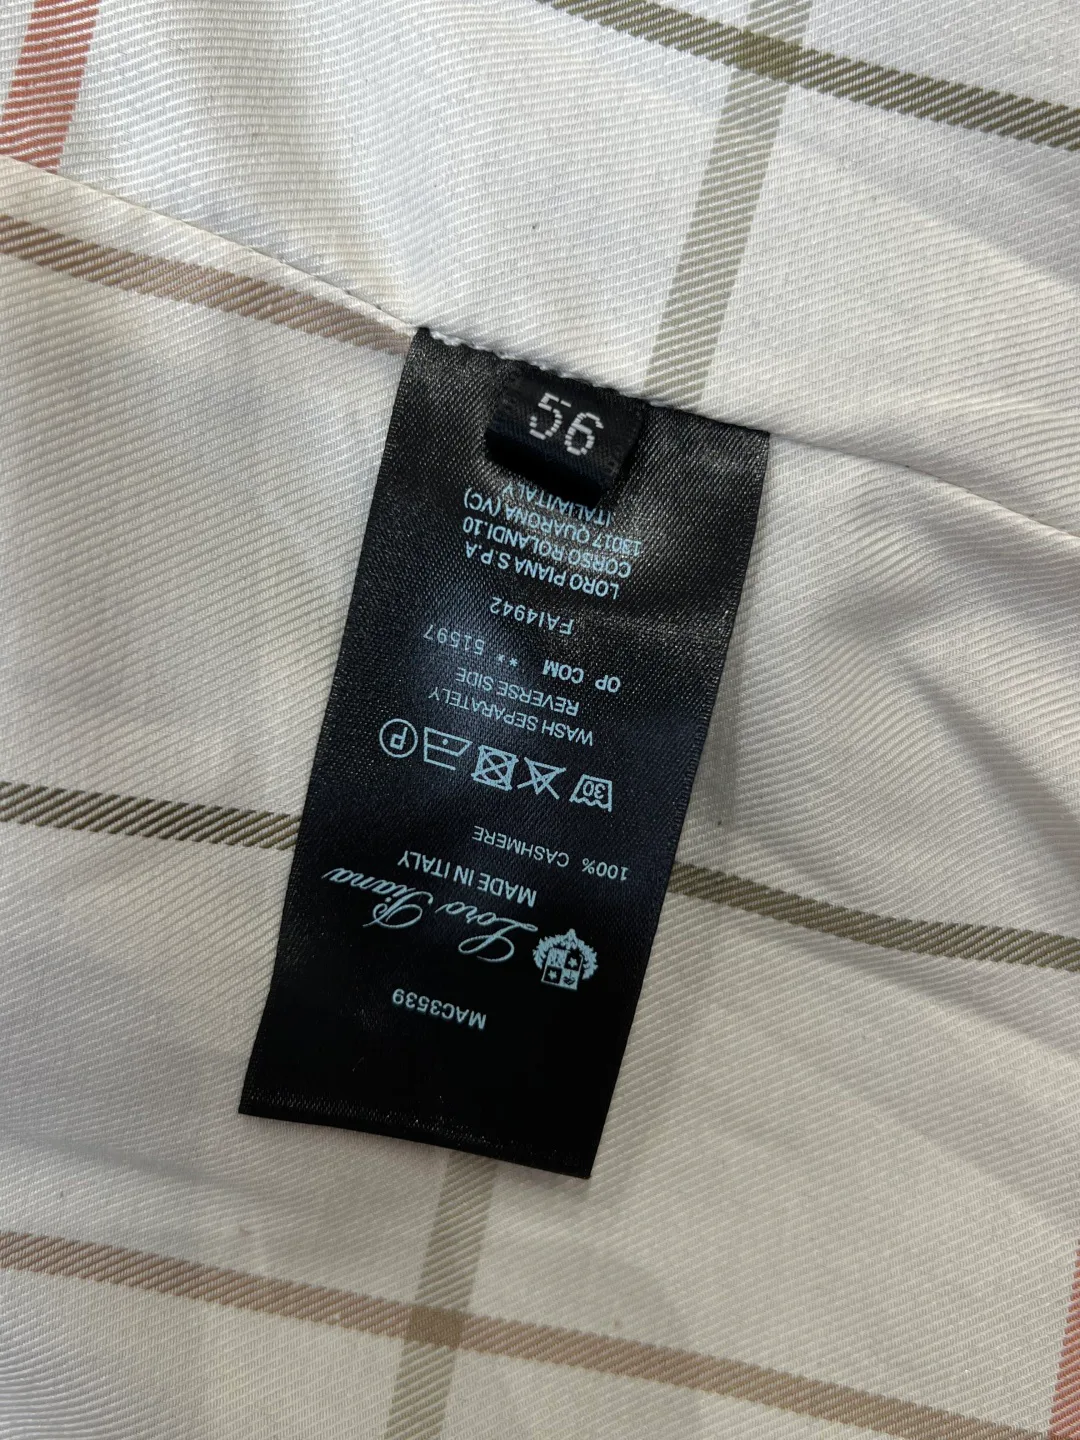 MAC3539
Loro Piana
MADE IN ITALY
100% CASHMERE
30
P
WASH SEPARATELY
REVERSE SIDE
OP COM ** 51597
FAI4942
LORO PIANA S.P.A
CORSO ROLANDI.10
13017 QUARONA (VC)
ITALIA/ITALY
56